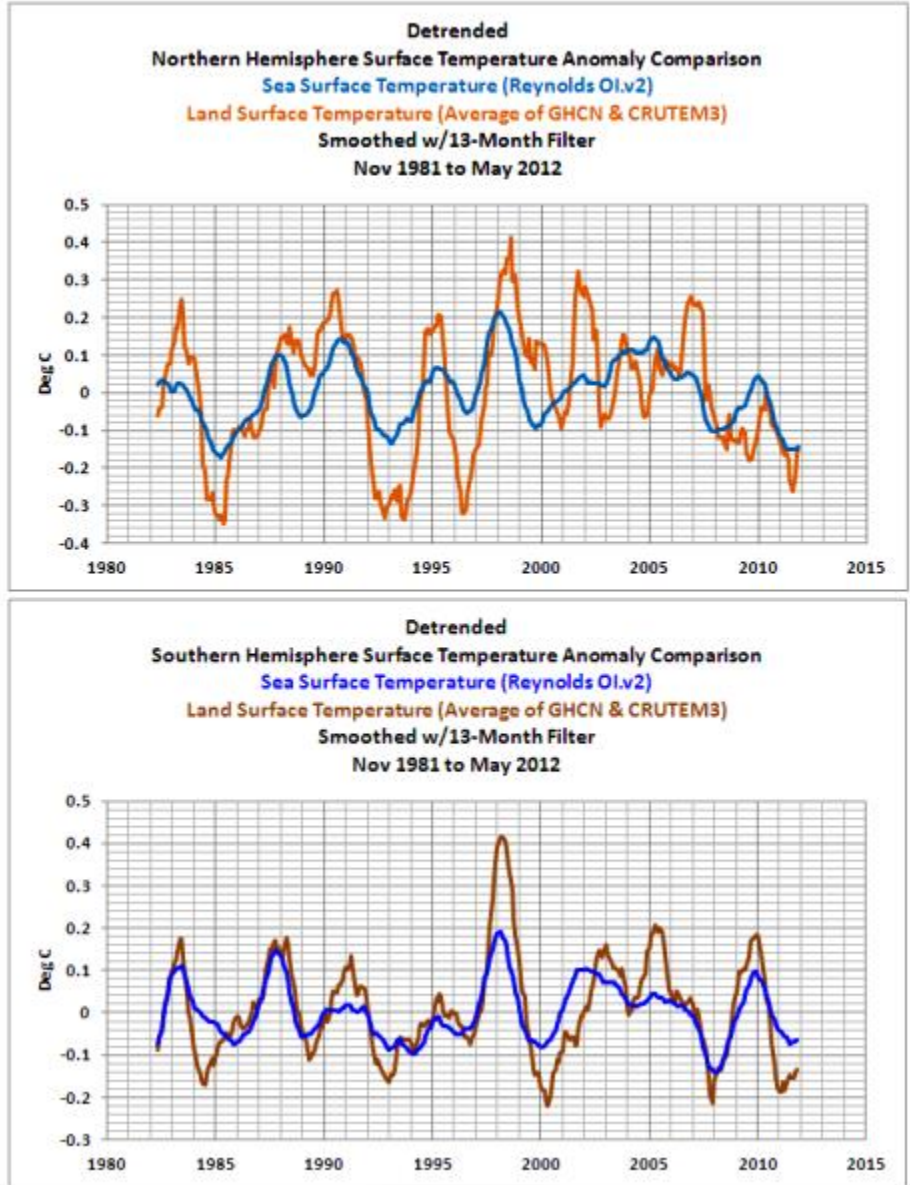 Detrended
Northern Hemisphere Surface Temperature Anomaly Comparison
Sea Surface Temperature (Reynolds OI.v2)
Land Surface Temperature (Average of GHCN & CRUTEM3)
Smoothed w/13-Month Filter
Nov 1981 to May 2012
0.5
0.4
0.3
0.2
0.1
0
-0.1
-0.2
-0.3
-0.4
Deg C
1980 1985 1990 1995 2000 2005 2010 2015
Detrended
Southern Hemisphere Surface Temperature Anomaly Comparison
Sea Surface Temperature (Reynolds OI.v2)
Land Surface Temperature (Average of GHCN & CRUTEM3)
Smoothed w/13-Month Filter
Nov 1981 to May 2012
0.5
0.4
0.3
0.2
0.1
0
-0.1
-0.2
-0.3
Deg C
1980 1985 1990 1995 2000 2005 2010 2015